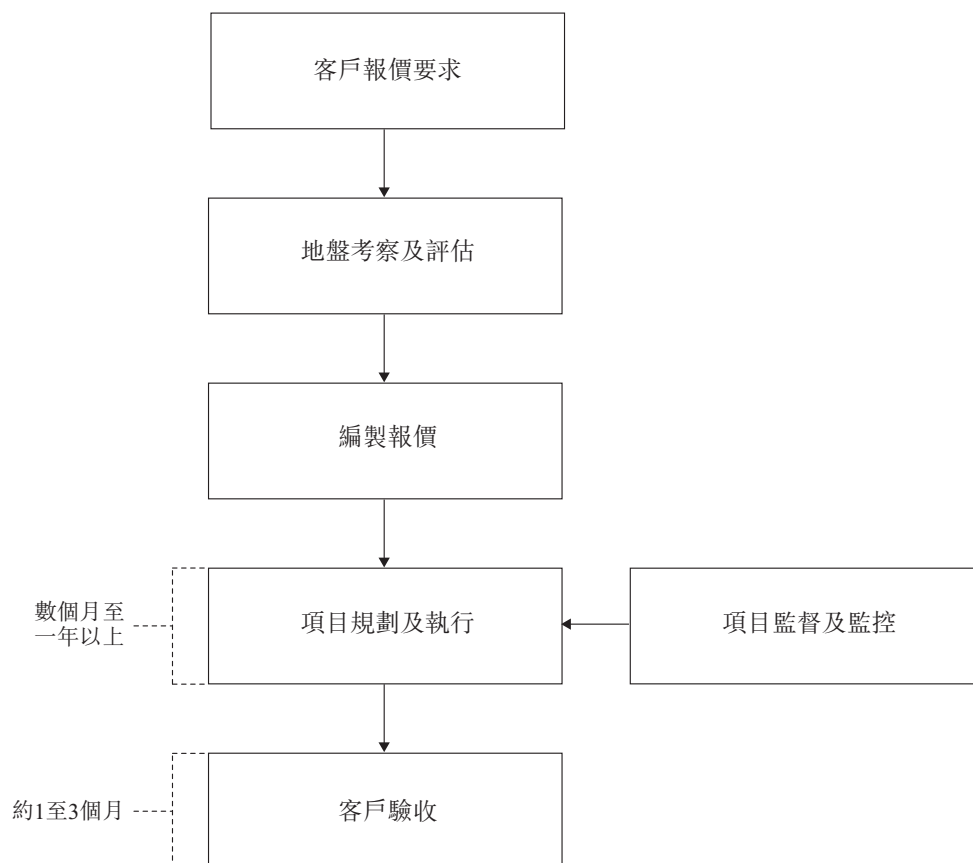 客戶報價要求
地盤考察及評估
編製報價
數個月至
一年以上
項目規劃及執行
項目監督及監控
約1至3個月
客戶驗收